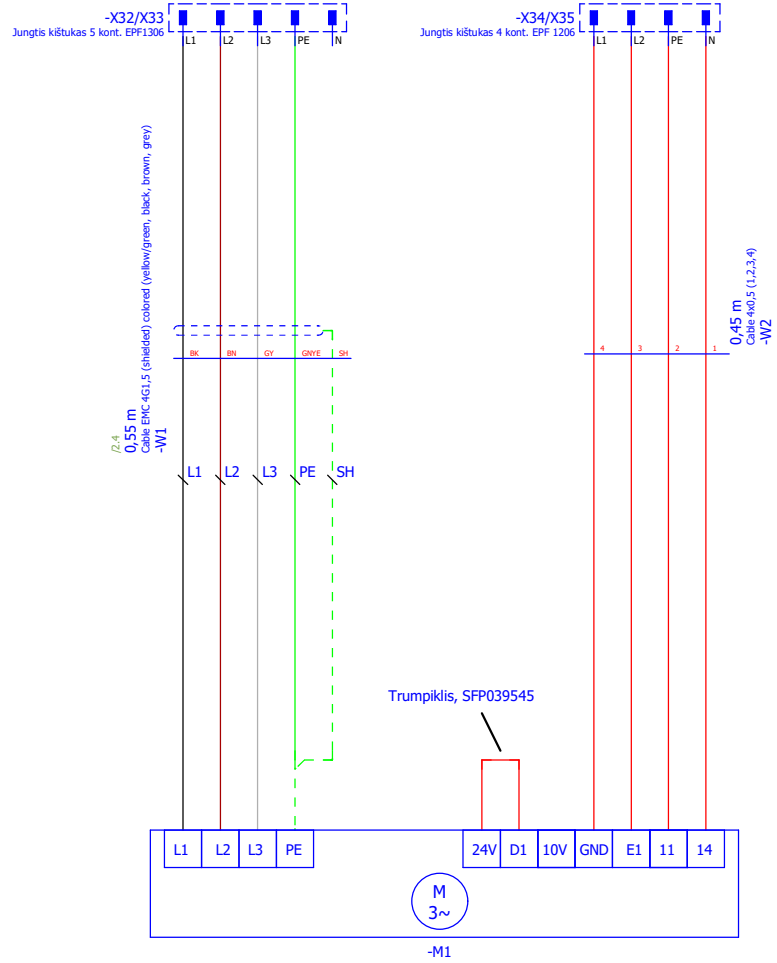 -X32/X33
Jungtis kištukas 5 kont. EPF1306
L1 L2 L3 PE N
-X34/X35
Jungtis kištukas 4 kont. EPF 1206
L1 L2 PE N
/2.4
0,55 m
Cable EMC 4G1,5 (shielded) colored (yellow/green, black, brown, grey)
-W1
BK BN GY GNYE SH
0,45 m
Cable 4x0,5 (1,2,3,4)
-W2
4 3 2 1
L1 L2 L3 PE SH
Trumpiklis, SFP039545
L1 L2 L3 PE 24V D1 10V GND E1 11 14
M
3~
-M1